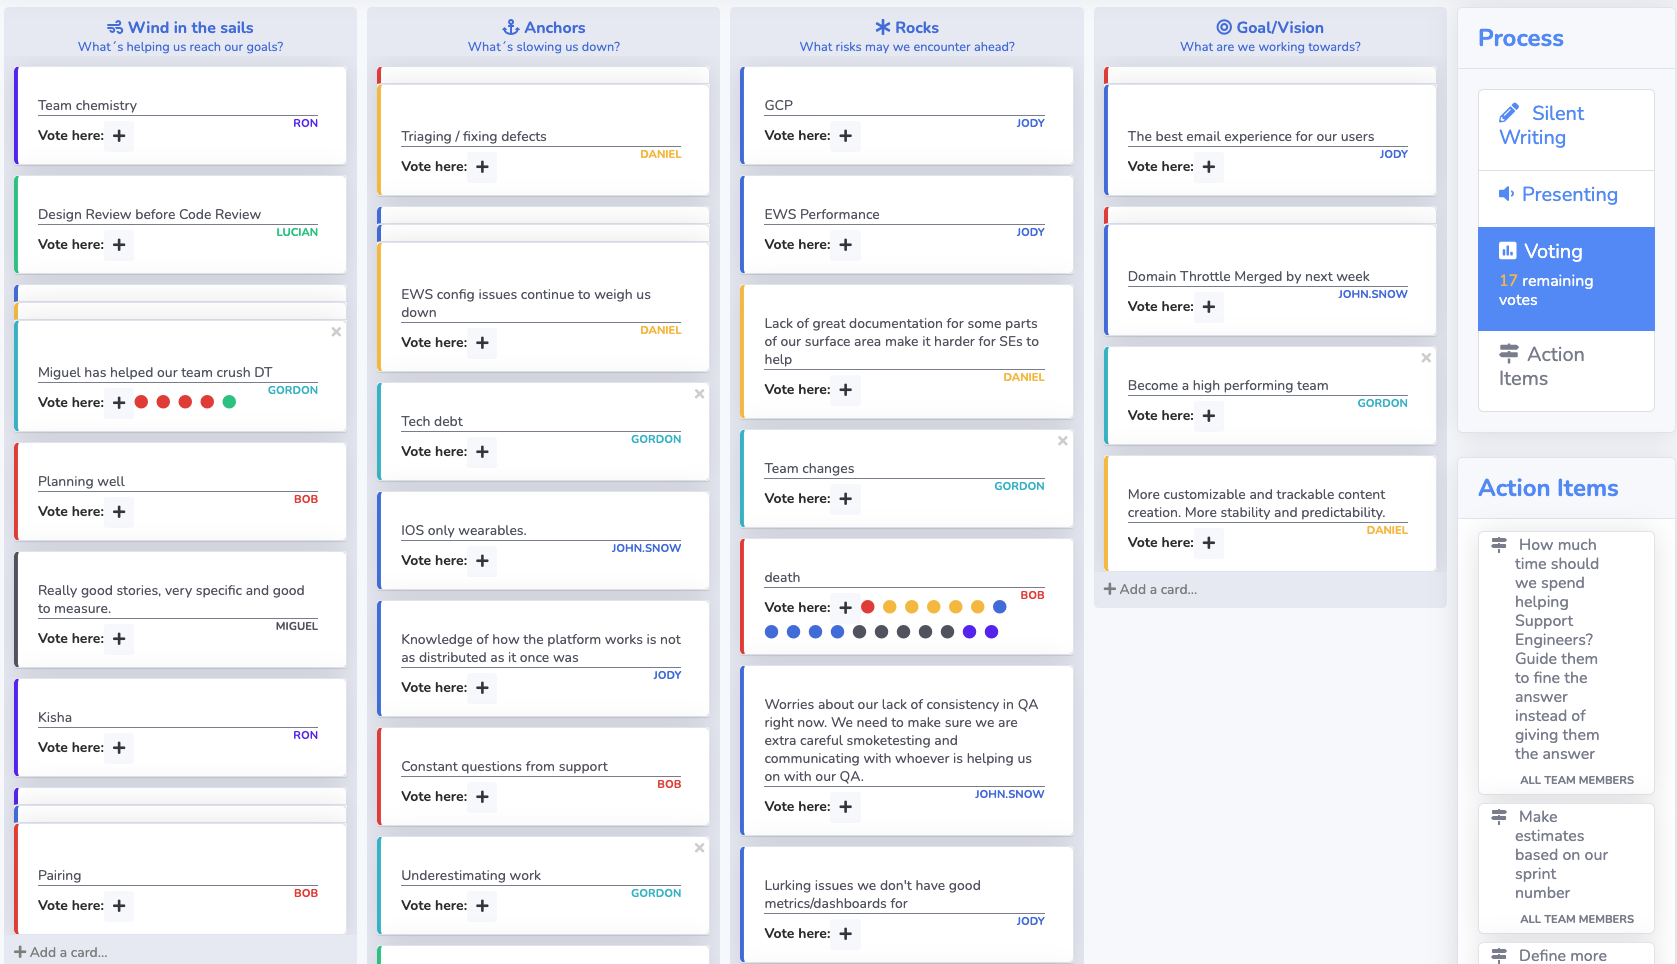 Wind in the sails
What´s helping us reach our goals?
Team chemistry
RON
Vote here:
Design Review before Code Review
LUCIAN
Vote here:
Miguel has helped our team crush DT
GORDON
Vote here:
Planning well
BOB
Vote here:
Really good stories, very specific and good
to measure.
MIGUEL
Vote here:
Kisha
RON
Vote here:
Pairing
BOB
Vote here:
Add a card...
Anchors
What´s slowing us down?
Triaging / fixing defects
DANIEL
Vote here:
EWS config issues continue to weigh us
down
DANIEL
Vote here:
Tech debt
GORDON
Vote here:
IOS only wearables.
JOHN.SNOW
Vote here:
Knowledge of how the platform works is not
as distributed as it once was
JODY
Vote here:
Constant questions from support
BOB
Vote here:
Underestimating work
GORDON
Vote here:
Rocks
What risks may we encounter ahead?
GCP
JODY
Vote here:
EWS Performance
JODY
Vote here:
Lack of great documentation for some parts
of our surface area make it harder for SEs to
help
DANIEL
Vote here:
Team changes
GORDON
Vote here:
death
BOB
Vote here:
Worries about our lack of consistency in QA
right now. We need to make sure we are
extra careful smoketesting and
communicating with whoever is helping us
on with our QA.
JOHN.SNOW
Vote here:
Lurking issues we don't have good
metrics/dashboards for
JODY
Vote here:
Goal/Vision
What are we working towards?
The best email experience for our users
JODY
Vote here:
Domain Throttle Merged by next week
JOHN.SNOW
Vote here:
Become a high performing team
GORDON
Vote here:
More customizable and trackable content
creation. More stability and predictability.
DANIEL
Vote here:
Add a card...
Process
Silent
Writing
Presenting
Voting
17 remaining
votes
Action
Items
Action Items
How much
time should
we spend
helping
Support
Engineers?
Guide them
to fine the
answer
instead of
giving them
the answer
ALL TEAM MEMBERS
Make
estimates
based on our
sprint
number
ALL TEAM MEMBERS
Define more